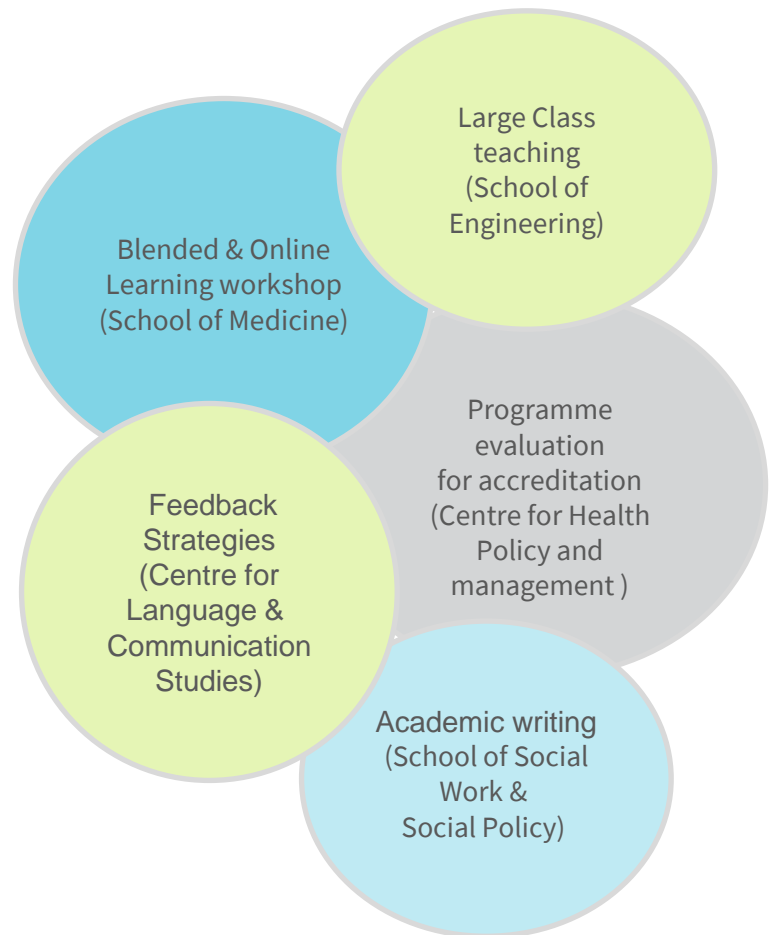 Large Class
teaching
(School of
Engineering)
Blended & Online
Learning workshop
(School of Medicine)
Programme
evaluation
for accreditation
(Centre for Health
Policy and
management )
Feedback
Strategies
(Centre for
Language &
Communication
Studies)
Academic writing
(School of Social
Work &
Social Policy)